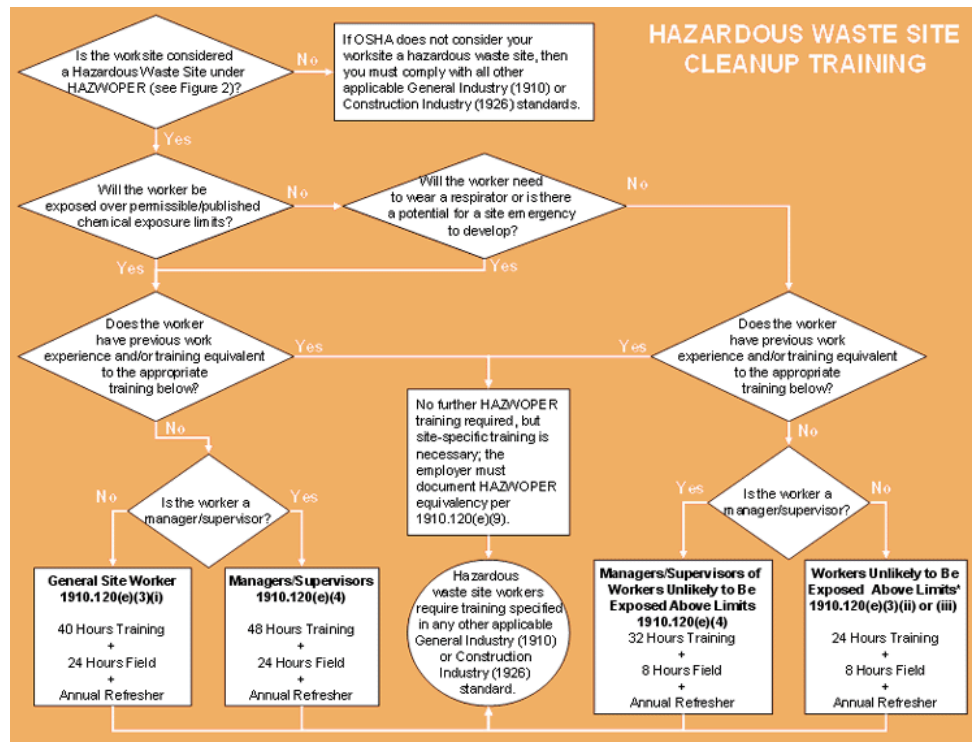 HAZARDOUS WASTE SITE
CLEANUP TRAINING
Is the worksite considered
a Hazardous Waste Site under
HAZWOPER (see Figure 2)?
No
If OSHA does not consider your
worksite a hazardous waste site, then
you must comply with all other
applicable General Industry (1910) or
Construction Industry (1926) standards.
Yes
Will the worker be
exposed over permissible/published
chemical exposure limits?
No
Will the worker need
to wear a respirator or is there
a potential for a site emergency
to develop?
No
Yes
Yes
Does the worker
have previous work
experience and/or training equivalent
to the appropriate
training below?
Yes
Yes
Does the worker
have previous work
experience and/or training equivalent
to the appropriate
training below?
No further HAZWOPER
training required, but
site-specific training is
necessary; the
employer must
document HAZWOPER
equivalency per
1910.120(e)(9).
No
No
No
Is the worker a
manager/supervisor?
Yes
Yes
Is the worker a
manager/supervisor?
No
General Site Worker
1910.120(e)(3)(i)
40 Hours Training
+
24 Hours Field
+
Annual Refresher
Managers/Supervisors
1910.120(e)(4)
48 Hours Training
+
24 Hours Field
+
Annual Refresher
Hazardous
waste site workers
require training specified
in any other applicable
General Industry (1910)
or Construction
Industry (1926)
standard.
Managers/Supervisors of
Workers Unlikely to Be
Exposed Above Limits
1910.120(e)(4)
32 Hours Training
+
8 Hours Field
+
Annual Refresher
Workers Unlikely to Be
Exposed Above Limits*
1910.120(e)(3)(ii) or (iii)
24 Hours Training
+
8 Hours Field
+
Annual Refresher